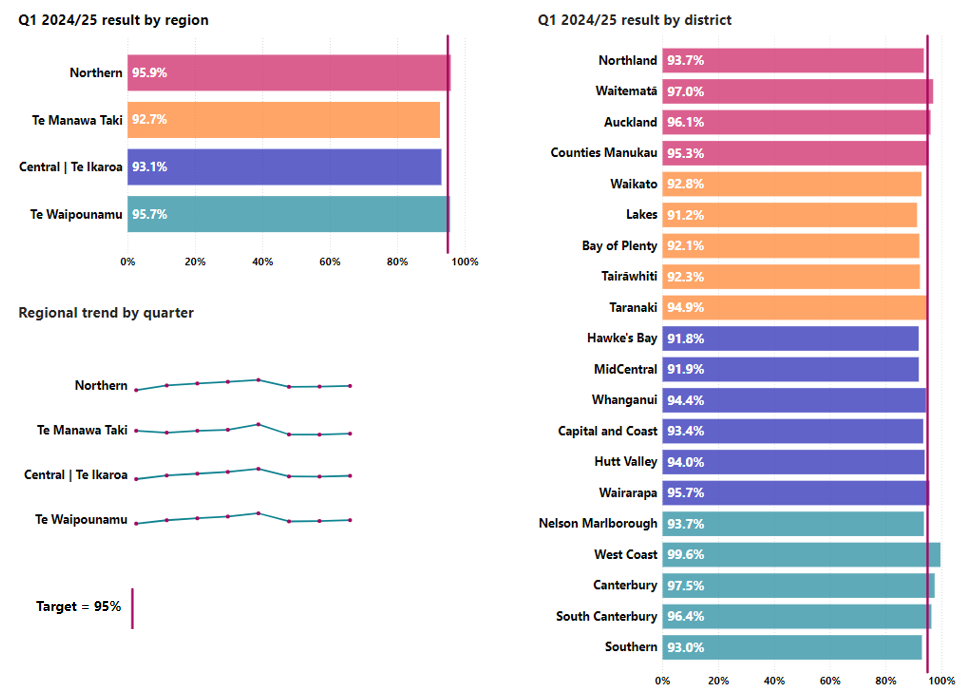 Q1 2024/25 result by region
Northern 95.9%
Te Manawa Taki 92.7%
Central | Te Ikaroa 93.1%
Te Waipounamu 95.7%
0% 20% 40% 60% 80% 100%
Regional trend by quarter
Northern
Te Manawa Taki
Central | Te Ikaroa
Te Waipounamu
Target = 95%
Q1 2024/25 result by district
Northland 93.7%
Waitematā 97.0%
Auckland 96.1%
Counties Manukau 95.3%
Waikato 92.8%
Lakes 91.2%
Bay of Plenty 92.1%
Tairāwhiti 92.3%
Taranaki 94.9%
Hawke's Bay 91.8%
MidCentral 91.9%
Whanganui 94.4%
Capital and Coast 93.4%
Hutt Valley 94.0%
Wairarapa 95.7%
Nelson Marlborough 93.7%
West Coast 99.6%
Canterbury 97.5%
South Canterbury 96.4%
Southern 93.0%
0% 20% 40% 60% 80% 100%